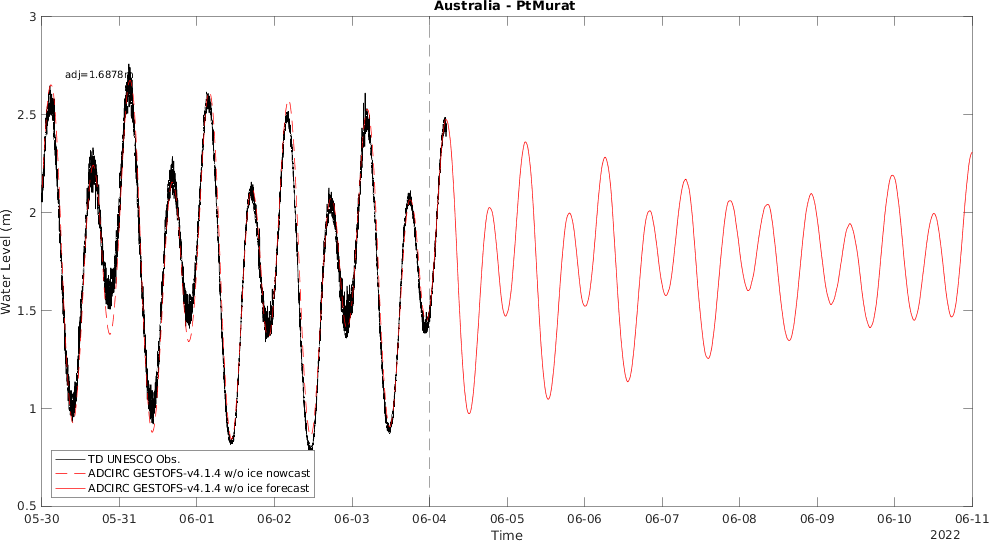 Australia - PtMurat
3
adj=1.6878m
2.5
2
Water Level (m)
1.5
1
TD UNESCO Obs.
ADCIRC GESTOFS-v4.1.4 w/o ice nowcast
ADCIRC GESTOFS-v4.1.4 w/o ice forecast
0.5
05-30 05-31 06-01 06-02 06-03 06-04 06-05 06-06 06-07 06-08 06-09 06-10 06-11
Time
2022